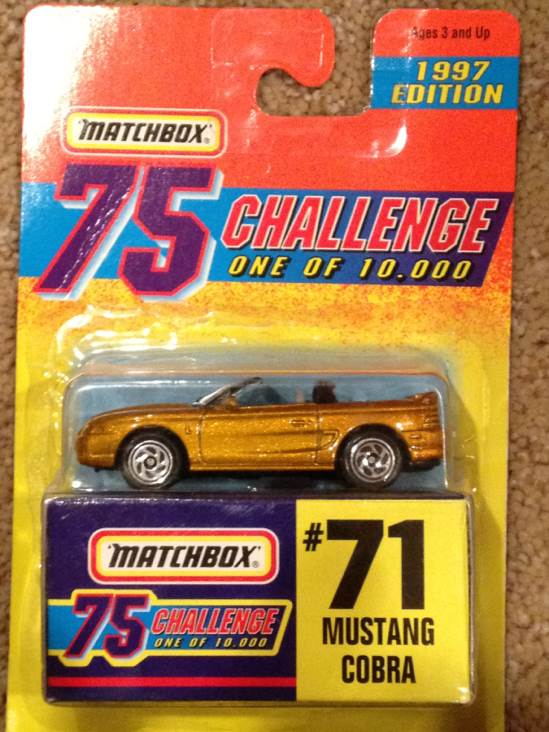 Ages 3 and Up
1997
EDITION
"MATCHBOX"®
75 CHALLENGE
ONE OF 10,000
"MATCHBOX"®
75 CHALLENGE
ONE OF 10,000
#71
MUSTANG
COBRA